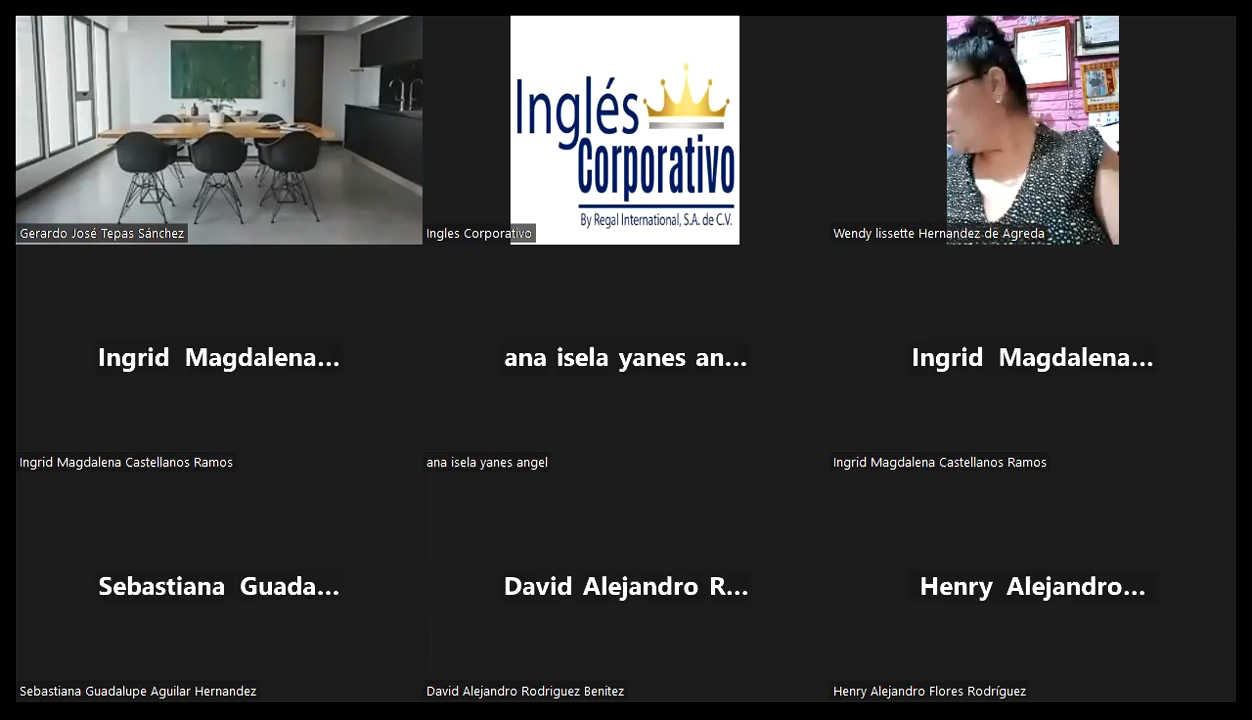 Inglés
Corporativo
By Regal International, S.A. de C.V.
Gerardo José Tepas Sánchez
Ingles Corporativo
Wendy lissette Hernandez de Agreda
Ingrid Magdalena...
ana isela yanes an...
Ingrid Magdalena...
Ingrid Magdalena Castellanos Ramos
ana isela yanes angel
Ingrid Magdalena Castellanos Ramos
Sebastiana Guada...
David Alejandro R...
Henry Alejandro...
Sebastiana Guadalupe Aguilar Hernandez
David Alejandro Rodriguez Benitez
Henry Alejandro Flores Rodríguez